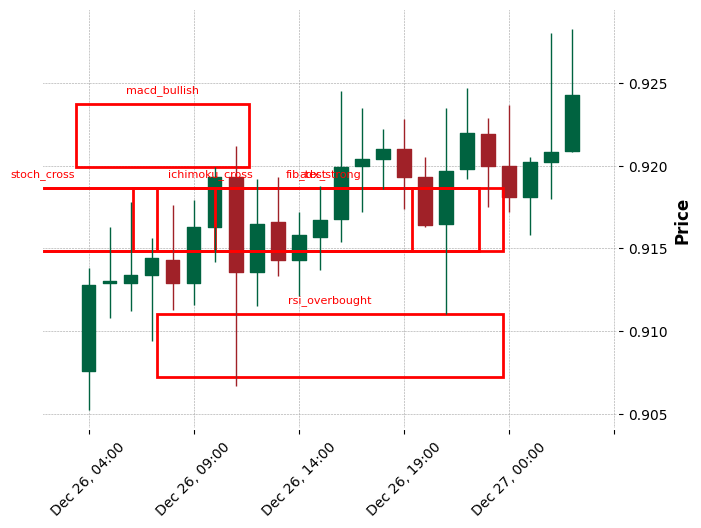 macd_bullish
stoch_cross
ichimoku_cross
rsi_overbought
0.925
0.920
0.915
0.910
0.905
Price
Dec 26, 04:00
Dec 26, 09:00
Dec 26, 14:00
Dec 26, 19:00
Dec 27, 00:00